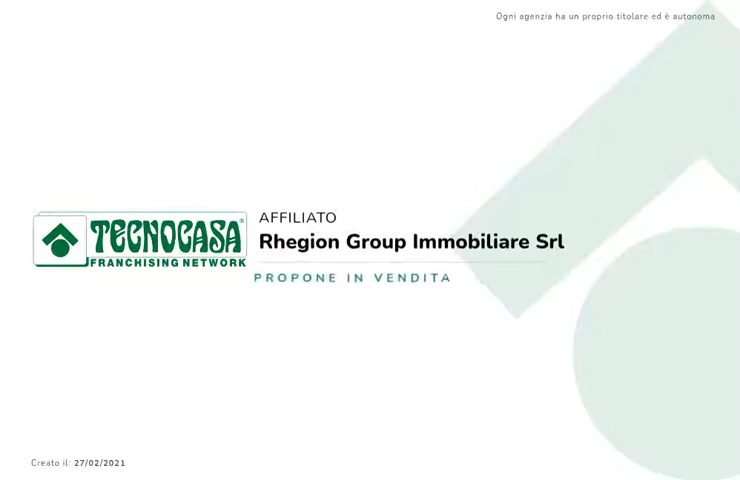 Ogni agenzia ha un proprio titolare ed è autonoma
TECNOCASA®
FRANCHISING NETWORK
AFFILIATO
Rhegion Group Immobiliare Srl
PROPONE IN VENDITA
Creato il: 27/02/2021